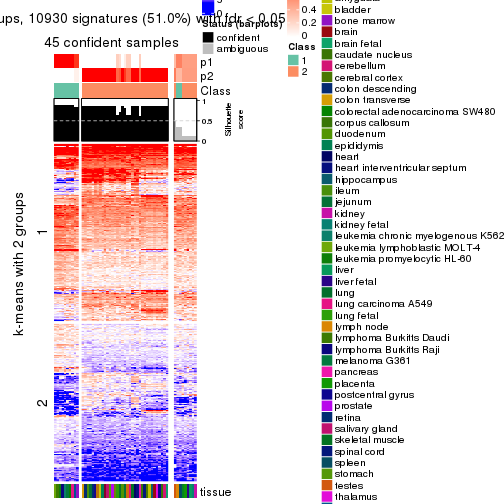 ups, 10930 signatures (51.0%) with fdr < 0.05
45 confident samples
p1
p2
Class
1
0.5
0
Silhouette
score
k-means with 2 groups
1
2
tissue
0
Status (barplots)
confident
ambiguous
0.4
0.2
0
Class
1
2
bladder
bone marrow
brain
brain fetal
caudate nucleus
cerebellum
cerebral cortex
colon descending
colon transverse
colorectal adenocarcinoma SW480
corpus callosum
duodenum
epididymis
heart
heart interventricular septum
hippocampus
ileum
jejunum
kidney
kidney fetal
leukemia chronic myelogenous K562
leukemia lymphoblastic MOLT-4
leukemia promyelocytic HL-60
liver
liver fetal
lung
lung carcinoma A549
lung fetal
lymph node
lymphoma Burkitts Daudi
lymphoma Burkitts Raji
melanoma G361
pancreas
placenta
postcentral gyrus
prostate
retina
salivary gland
skeletal muscle
spinal cord
spleen
stomach
testes
thalamus